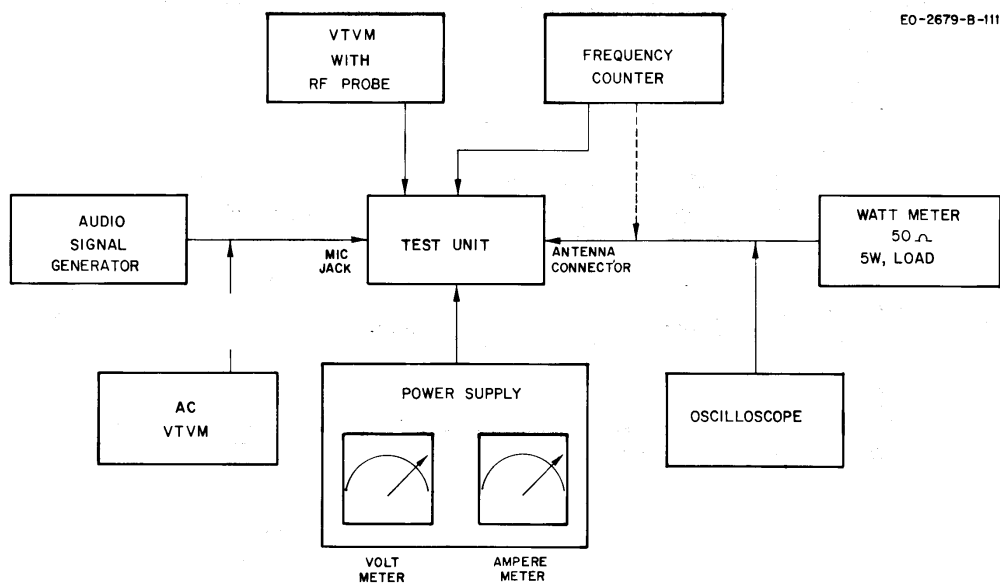 EO-2679-B-111
VTVM
WITH
RF PROBE
FREQUENCY
COUNTER
AUDIO
SIGNAL
GENERATOR
MIC
JACK
TEST UNIT
ANTENNA
CONNECTOR
WATT METER
50 Ω
5W, LOAD
AC
VTVM
POWER SUPPLY
OSCILLOSCOPE
VOLT
METER
AMPERE
METER